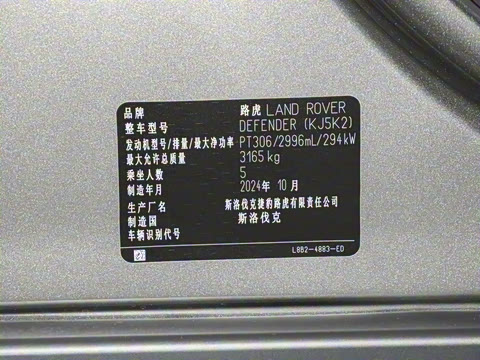 品牌 路虎 LAND ROVER
整车型号 DEFENDER (KJ5K2)
发动机型号/排量/最大净功率 PT306/2996mL/294kW
最大允许总质量 3165 kg
乘坐人数 5
制造年月 2024年 10 月
生产厂名 斯洛伐克捷豹路虎有限责任公司
制造国 斯洛伐克
车辆识别代号
L8B2-4883-ED